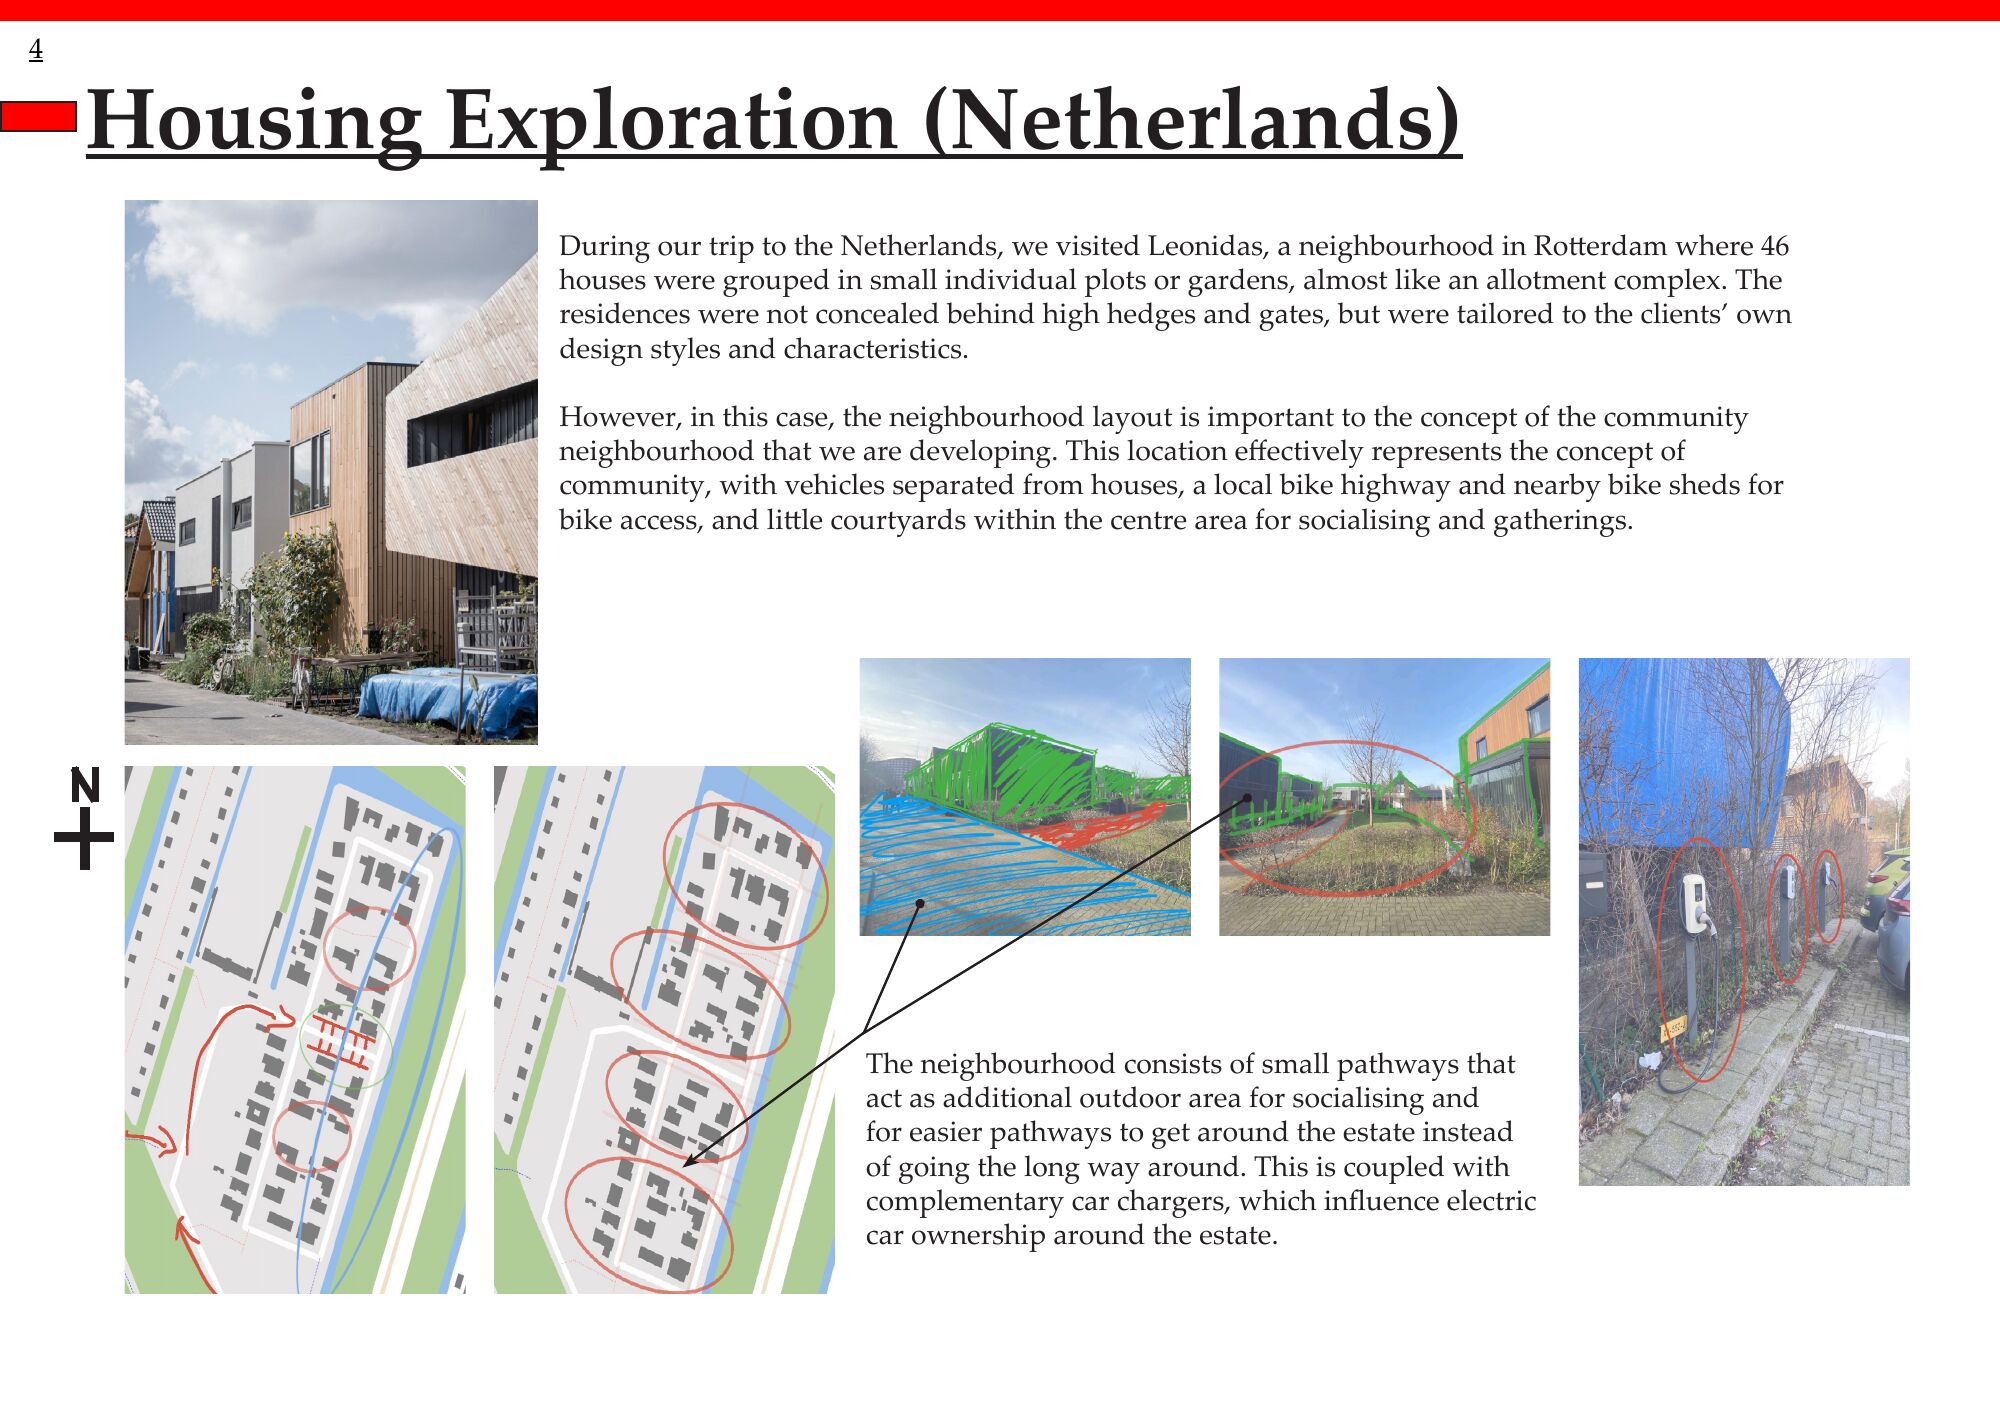 4
Housing Exploration (Netherlands)
During our trip to the Netherlands, we visited Leonidas, a neighbourhood in Rotterdam where 46
houses were grouped in small individual plots or gardens, almost like an allotment complex. The
residences were not concealed behind high hedges and gates, but were tailored to the clients’ own
design styles and characteristics.
However, in this case, the neighbourhood layout is important to the concept of the community
neighbourhood that we are developing. This location effectively represents the concept of
community, with vehicles separated from houses, a local bike highway and nearby bike sheds for
bike access, and little courtyards within the centre area for socialising and gatherings.
N
The neighbourhood consists of small pathways that
act as additional outdoor area for socialising and
for easier pathways to get around the estate instead
of going the long way around. This is coupled with
complementary car chargers, which influence electric
car ownership around the estate.